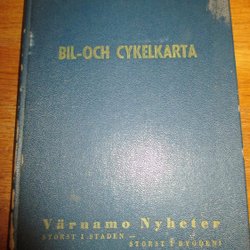 BIL-OCH CYKELKARTA
Värnamo Nyheter
STÖRST I STADEN —
STÖRST I BYGDEN!